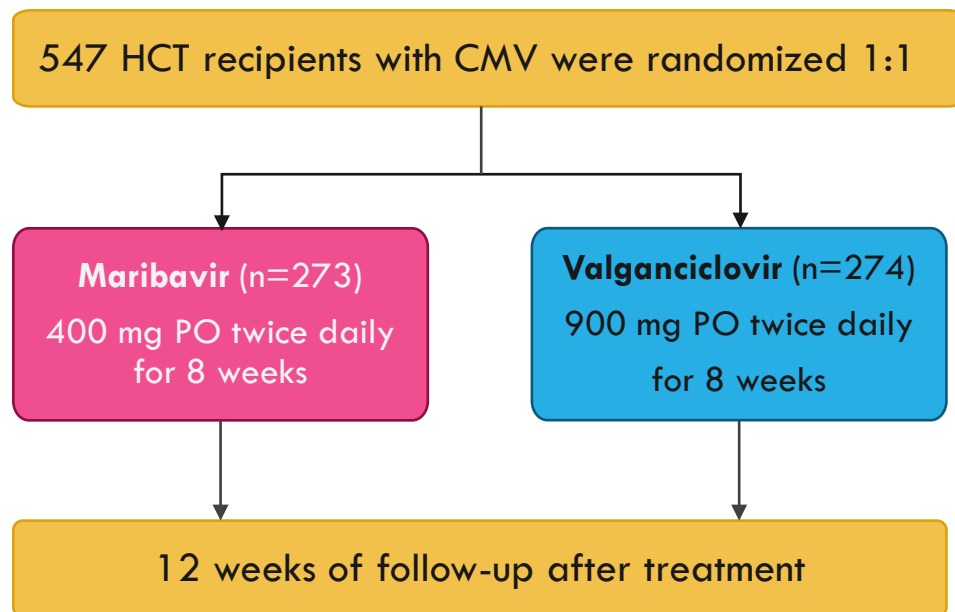 547 HCT recipients with CMV were randomized 1:1
Maribavir (n=273)
400 mg PO twice daily
for 8 weeks
Valganciclovir (n=274)
900 mg PO twice daily
for 8 weeks
12 weeks of follow-up after treatment